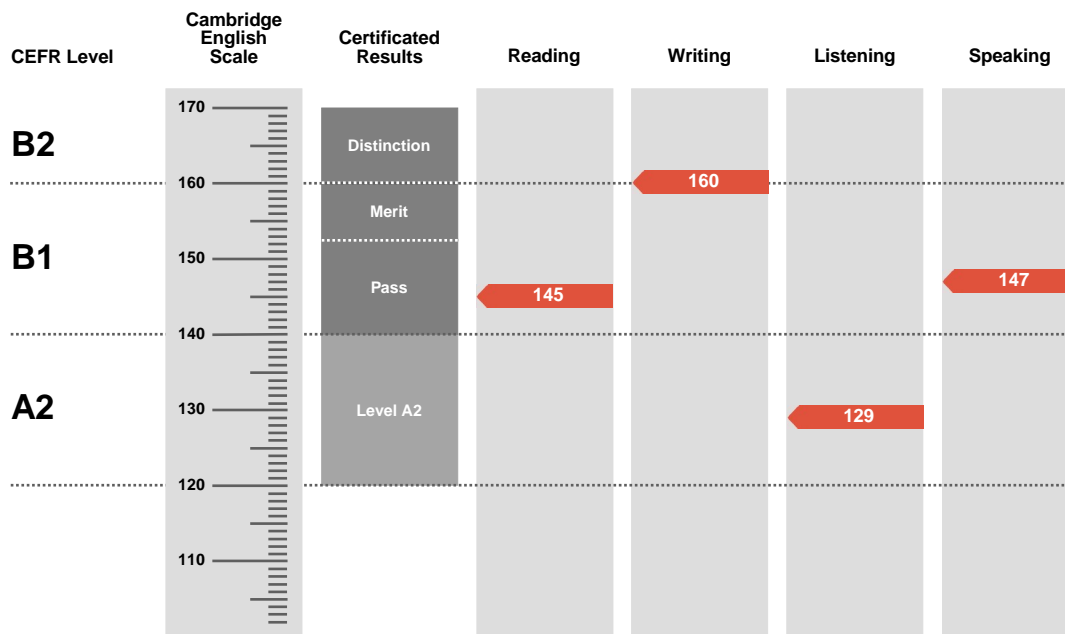 CEFR Level
Cambridge
English
Scale
Certificated
Results
Reading
Writing
Listening
Speaking
170
B2
Distinction
160
160
Merit
B1
150
Pass
145
147
140
A2
130
Level A2
129
120
110